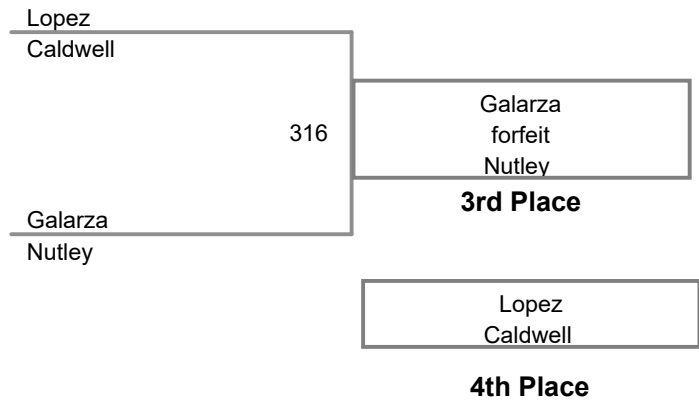 Lopez
Caldwell
316
Galarza
forfeit
Nutley
3rd Place
Galarza
Nutley
Lopez
Caldwell
4th Place